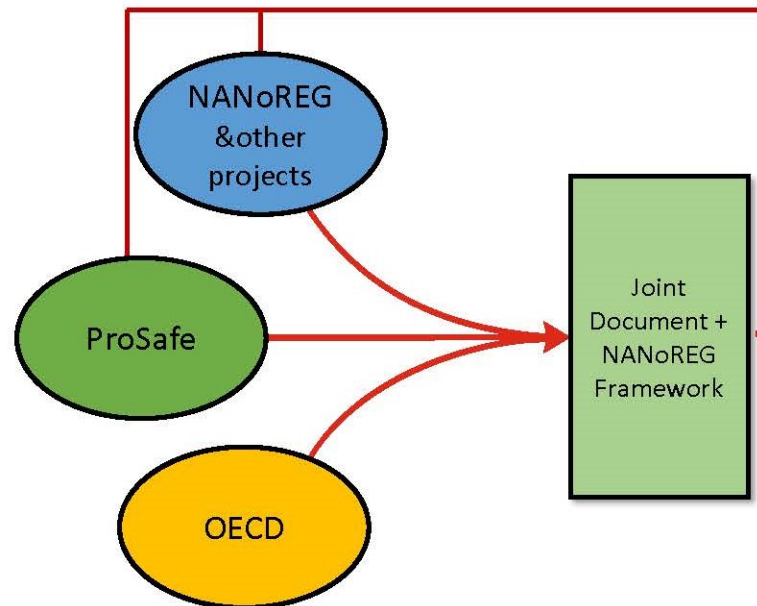 NANoREG
&other
projects
ProSafe
Joint
Document +
NANoREG
Framework
OECD